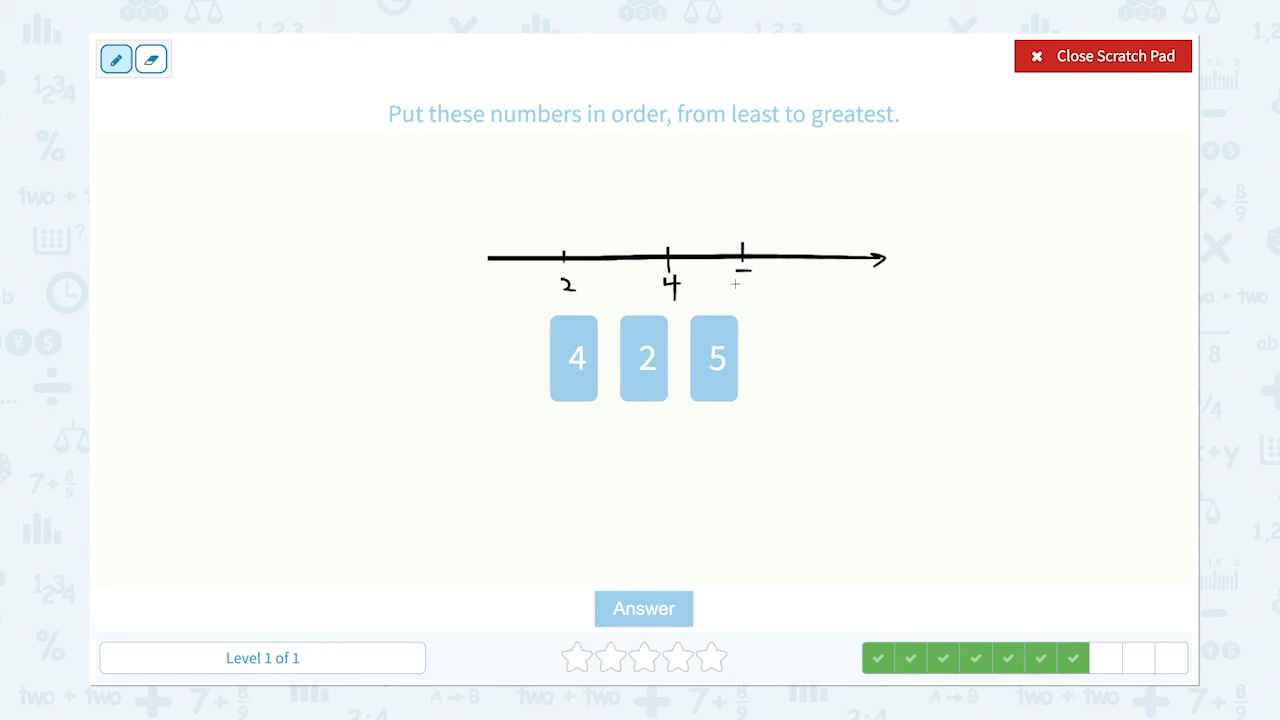 Close Scratch Pad
Put these numbers in order, from least to greatest.
2 4
4 2 5
Answer
Level 1 of 1